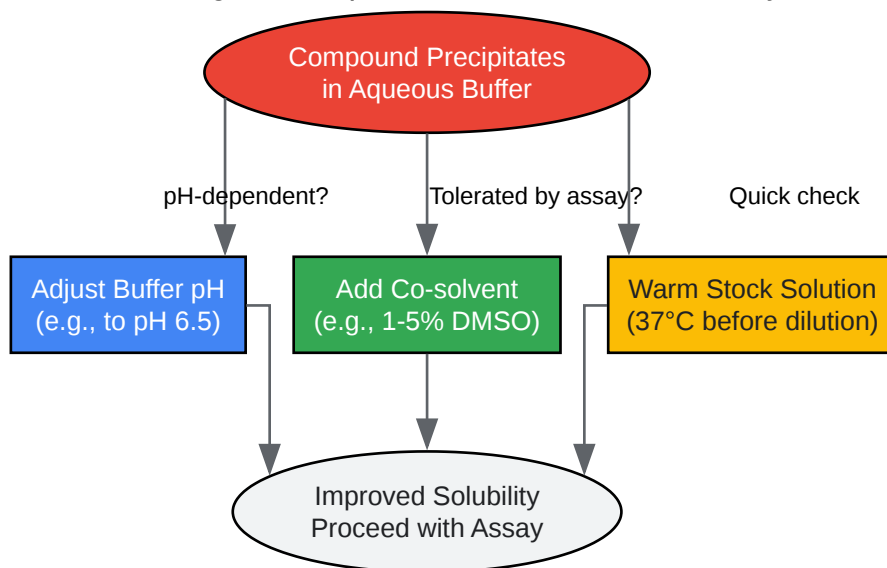 Compound Precipitates
in Aqueous Buffer
pH-dependent?
Tolerated by assay?
Quick check
Adjust Buffer pH
(e.g., to pH 6.5)
Add Co-solvent
(e.g., 1-5% DMSO)
Warm Stock Solution
(37°C before dilution)
Improved Solubility
Proceed with Assay